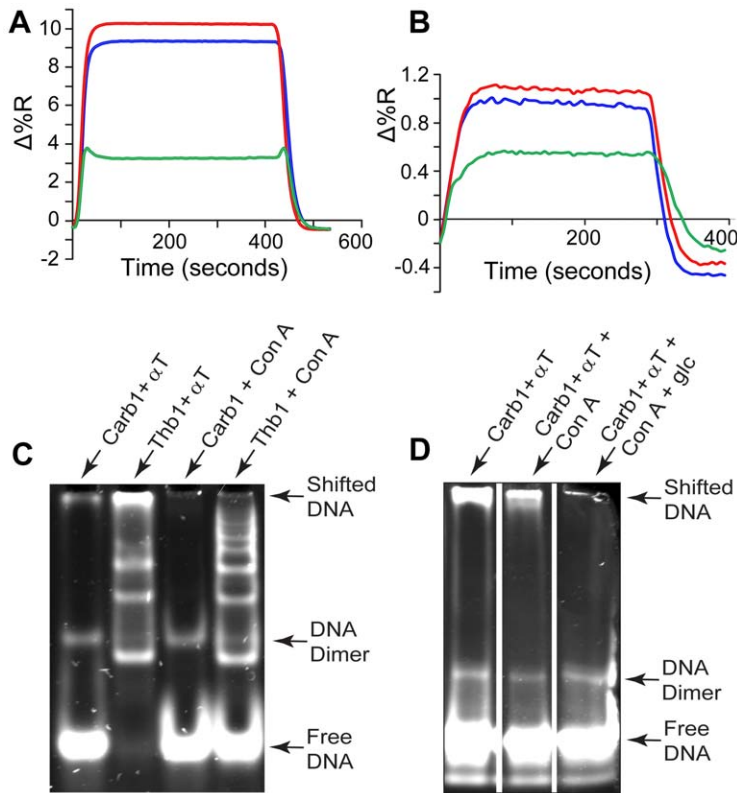 A
10
8
6
4
2
0
-2
200
400
600
Δ%R
Time (seconds)
B
1.2
0.8
0.4
0
-0.4
200
400
Δ%R
Time (seconds)
C
Carb1+ αT
Thb1+ αT
Carb1 + Con A
Thb1 + Con A
Shifted
DNA
DNA
Dimer
Free
DNA
D
Carb1+ αT
Carb1+ αT +
Con A
Carb1+ αT +
Con A + glc
Shifted
DNA
DNA
Dimer
Free
DNA